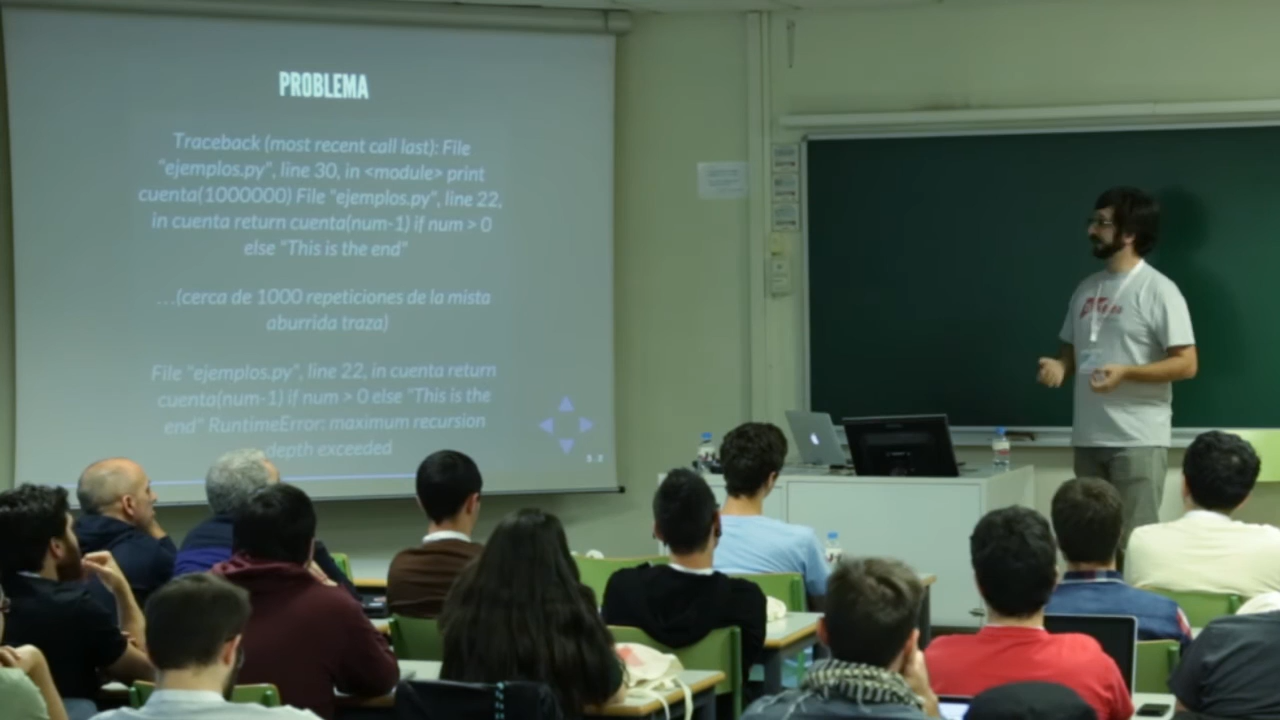 PROBLEMA
Traceback (most recent call last): File
"ejemplos.py", line 30, in <module> print
cuenta(1000000) File "ejemplos.py", line 22,
in cuenta return cuenta(num-1) if num > 0
else "This is the end"
...(cerca de 1000 repeticiones de la mista
aburrida traza)
File "ejemplos.py", line 22, in cuenta return
cuenta(num-1) if num > 0 else "This is the
end" RuntimeError: maximum recursion
depth exceeded